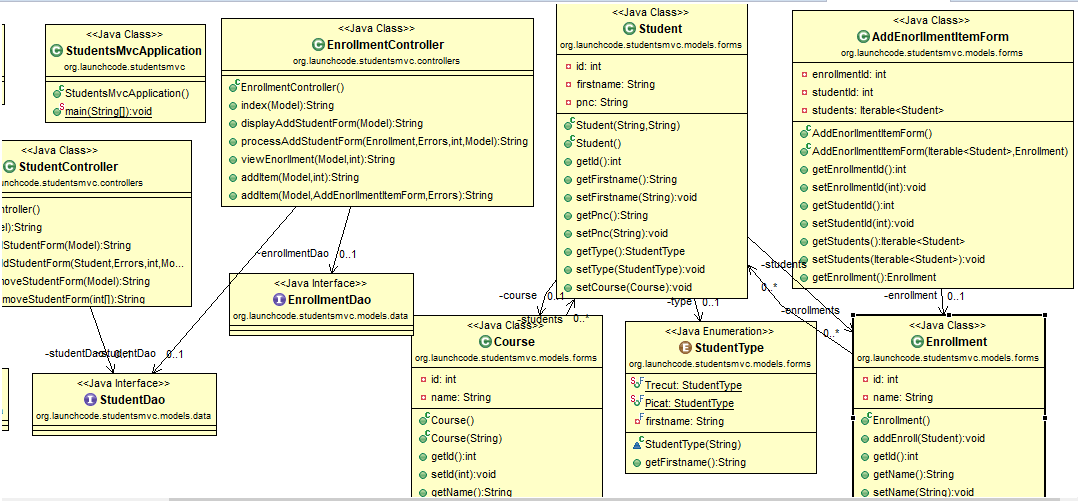 <<Java Class>>
StudentsMvcApplication
org.launchcode.studentsmvc
StudentsMvcApplication()
main(String[]):void
<<Java Class>>
StudentController
unchcode.studentsmvc.controllers
ntroller()
el):String
StudentForm(Model):String
ddStudentForm(Student,Errors,int,Mo...
moveStudentForm(Model):String
moveStudentForm(int[]):String
<<Java Class>>
EnrollmentController
org.launchcode.studentsmvc.controllers
EnrollmentController()
index(Model):String
displayAddStudentForm(Model):String
processAddStudentForm(Enrollment,Errors,int,Model):String
viewEnorllment(Model,int):String
addItem(Model,int):String
addItem(Model,AddEnorllmentItemForm,Errors):String
-enrollmentDao 0..1
<<Java Interface>>
EnrollmentDao
org.launchcode.studentsmvc.models.data
-studentDao
-studentDao 0..1
<<Java Interface>>
StudentDao
org.launchcode.studentsmvc.models.data
<<Java Class>>
Student
org.launchcode.studentsmvc.models.forms
id: int
firstname: String
pnc: String
Student(String,String)
Student()
getId():int
getFirstname():String
setFirstname(String):void
getPnc():String
setPnc(String):void
getType():StudentType
setType(StudentType):void
setCourse(Course):void
-course 0..1
-students 0..*
-type 0..1
-students
0..*
-enrollments
0..*
<<Java Class>>
Course
org.launchcode.studentsmvc.models.forms
id: int
name: String
Course()
Course(String)
getId():int
setId(int):void
getName():String
<<Java Enumeration>>
StudentType
org.launchcode.studentsmvc.models.forms
Trecut: StudentType
Picat: StudentType
firstname: String
StudentType(String)
getFirstname():String
<<Java Class>>
AddEnorllmentItemForm
org.launchcode.studentsmvc.models.forms
enrollmentId: int
studentId: int
students: Iterable<Student>
AddEnorllmentItemForm()
AddEnorllmentItemForm(Iterable<Student>,Enrollment)
getEnrollmentId():int
setEnrollmentId(int):void
getStudentId():int
setStudentId(int):void
getStudents():Iterable<Student>
setStudents(Iterable<Student>):void
getEnrollment():Enrollment
-enrollment 0..1
<<Java Class>>
Enrollment
org.launchcode.studentsmvc.models.forms
id: int
name: String
Enrollment()
addEnroll(Student):void
getId():int
getName():String
setName(String):void